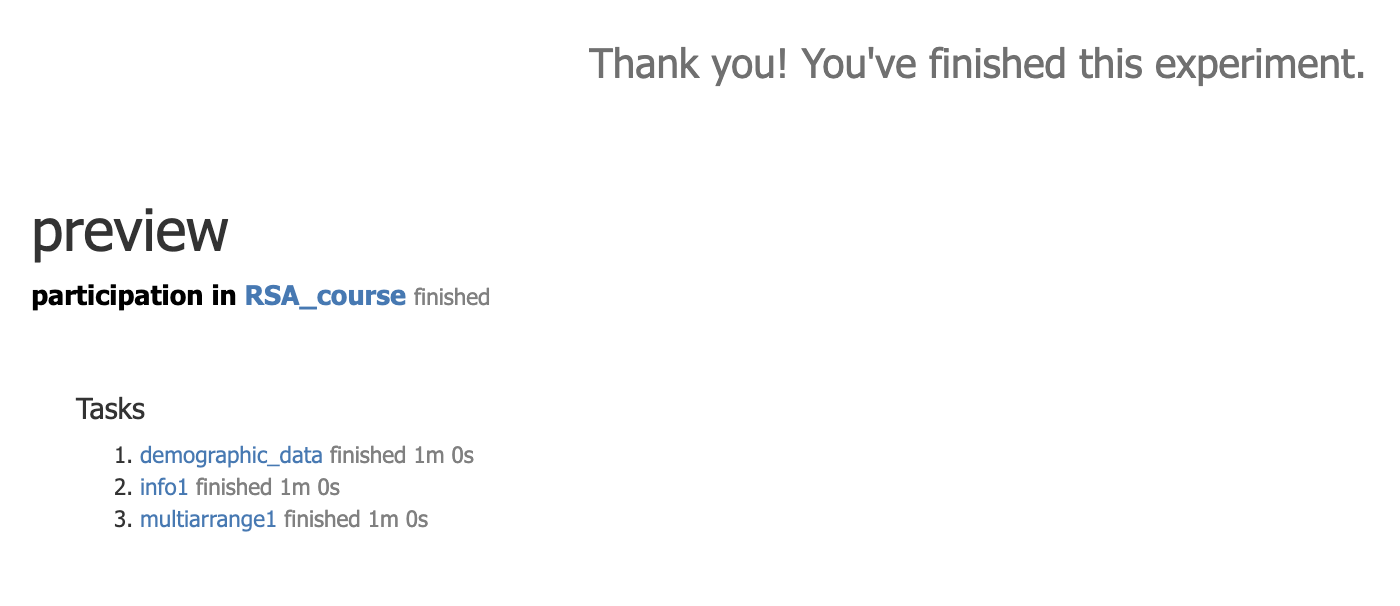 Thank you! You've finished this experiment.
preview
participation in RSA_course finished
Tasks
1. demographic_data finished 1m 0s
2. info1 finished 1m 0s
3. multiarrange1 finished 1m 0s